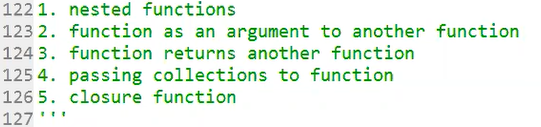 122 1. nested functions
123 2. function as an argument to another function
124 3. function returns another function
125 4. passing collections to function
126 5. closure function
127 '''